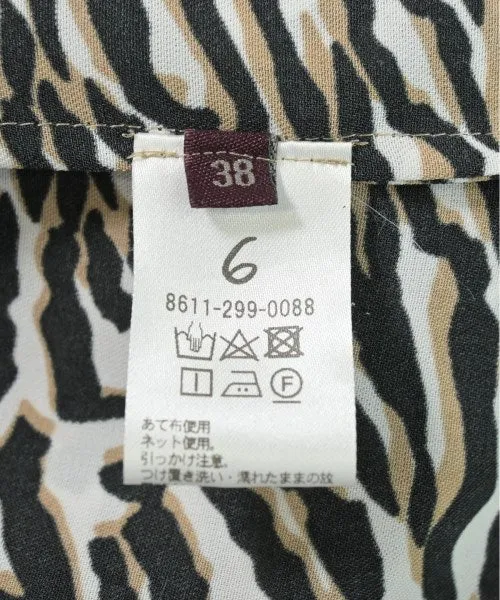 38
6
8611-299-0088
F
あて布使用
ネット使用。
引っかけ注意。
つけ置き洗い・濡れたままの放